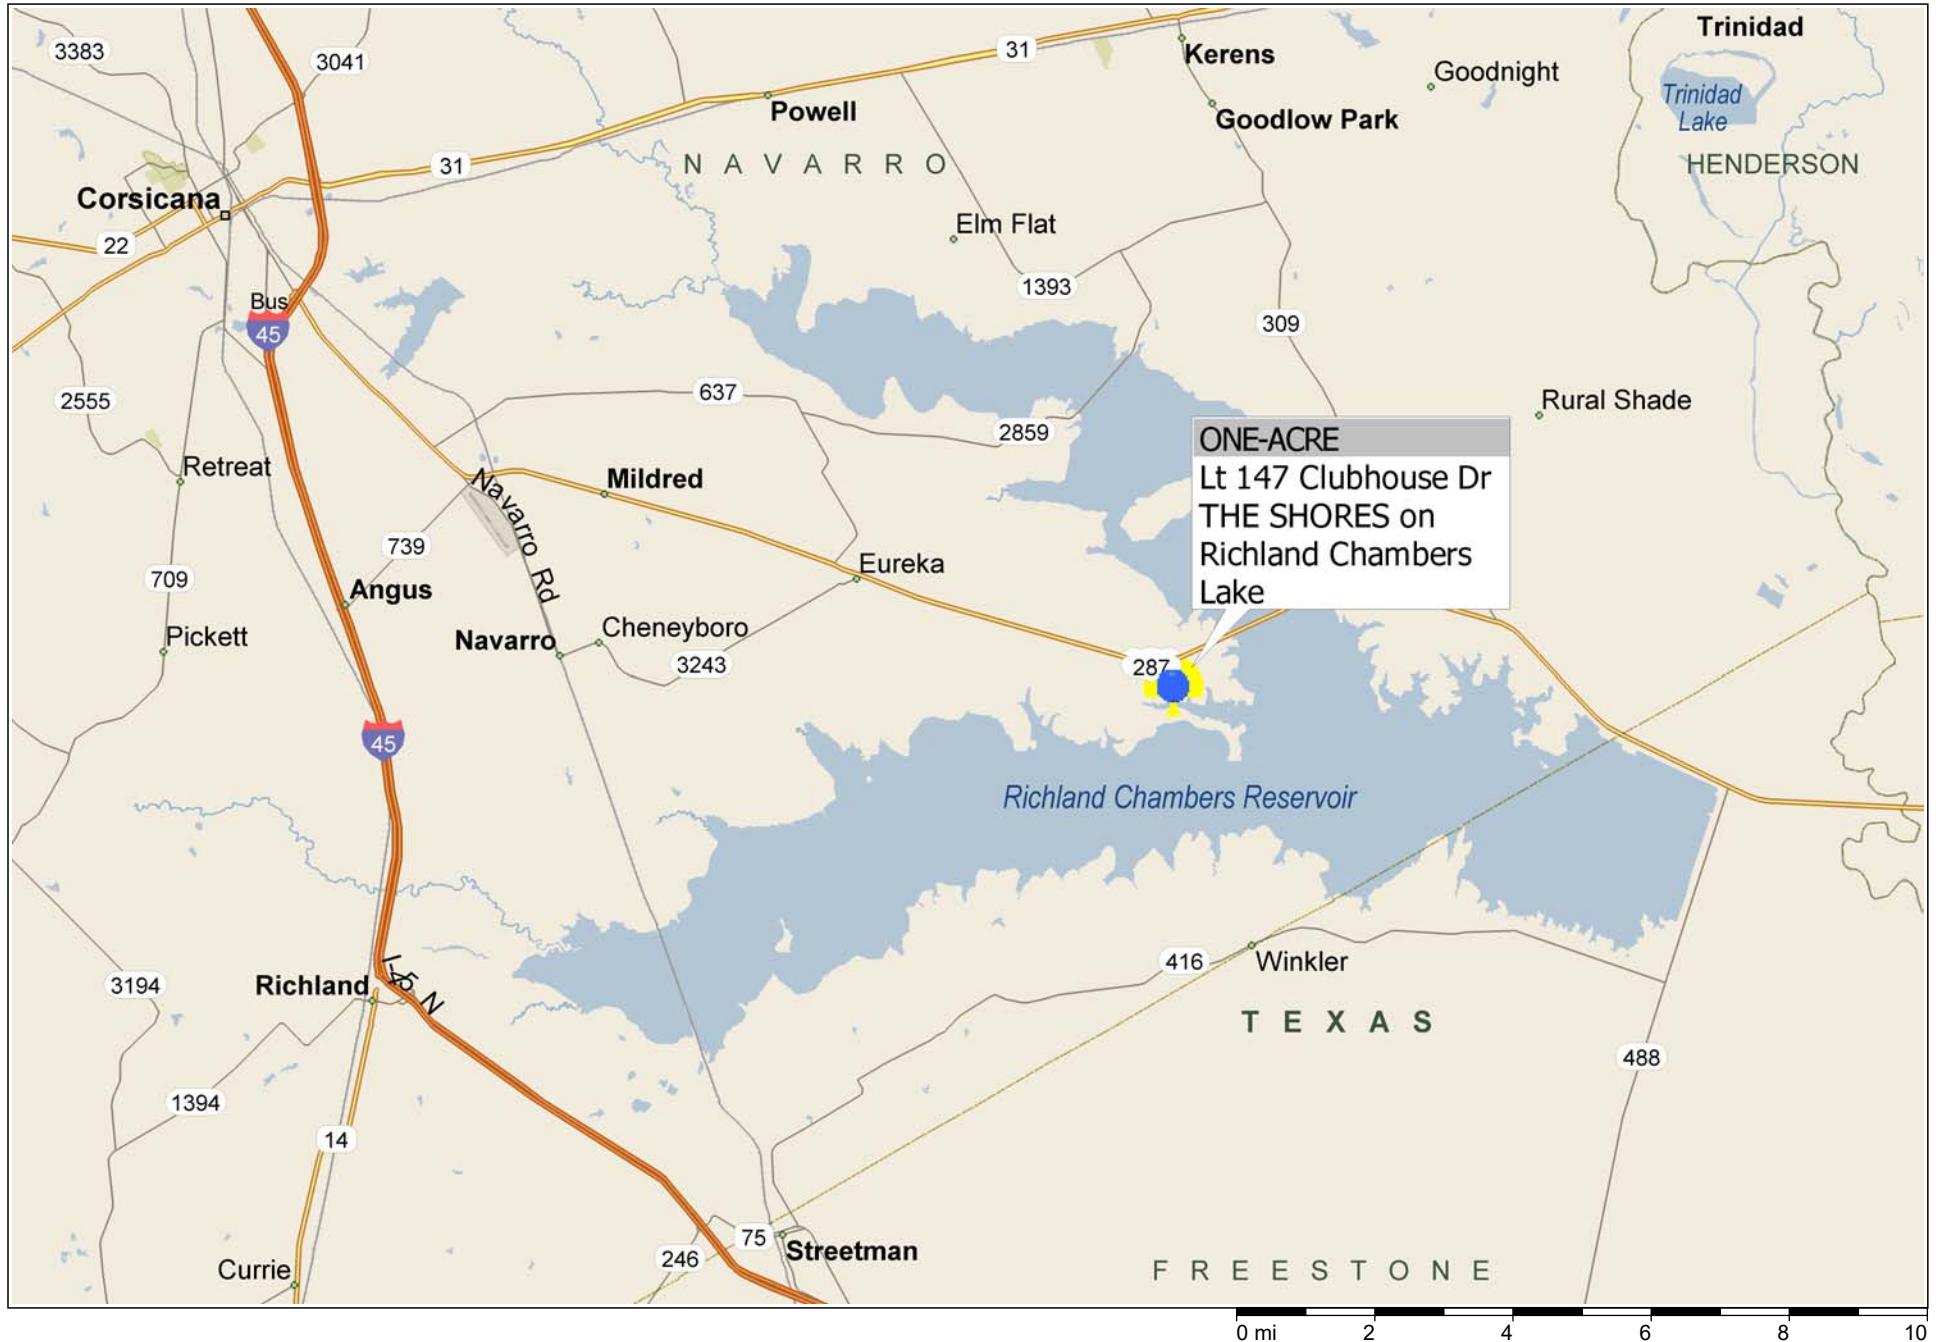 3383
3041
31
Kerens
Goodnight
Trinidad
Trinidad
Lake
Powell
Goodlow Park
31
NAVARRO
HENDERSON
Corsicana
22
Elm Flat
1393
Bus
45
309
2555
637
2859
Rural Shade
ONE-ACRE
Lt 147 Clubhouse Dr
THE SHORES on
Richland Chambers
Lake
Retreat
Navarro Rd
Mildred
739
709
Angus
Eureka
Pickett
Navarro
Cheneyboro
3243
287
45
Richland Chambers Reservoir
3194
Richland
I-45 N
416
Winkler
TEXAS
488
1394
14
75
Streetman
246
Currie
FREESTONE
0 mi 2 4 6 8 10